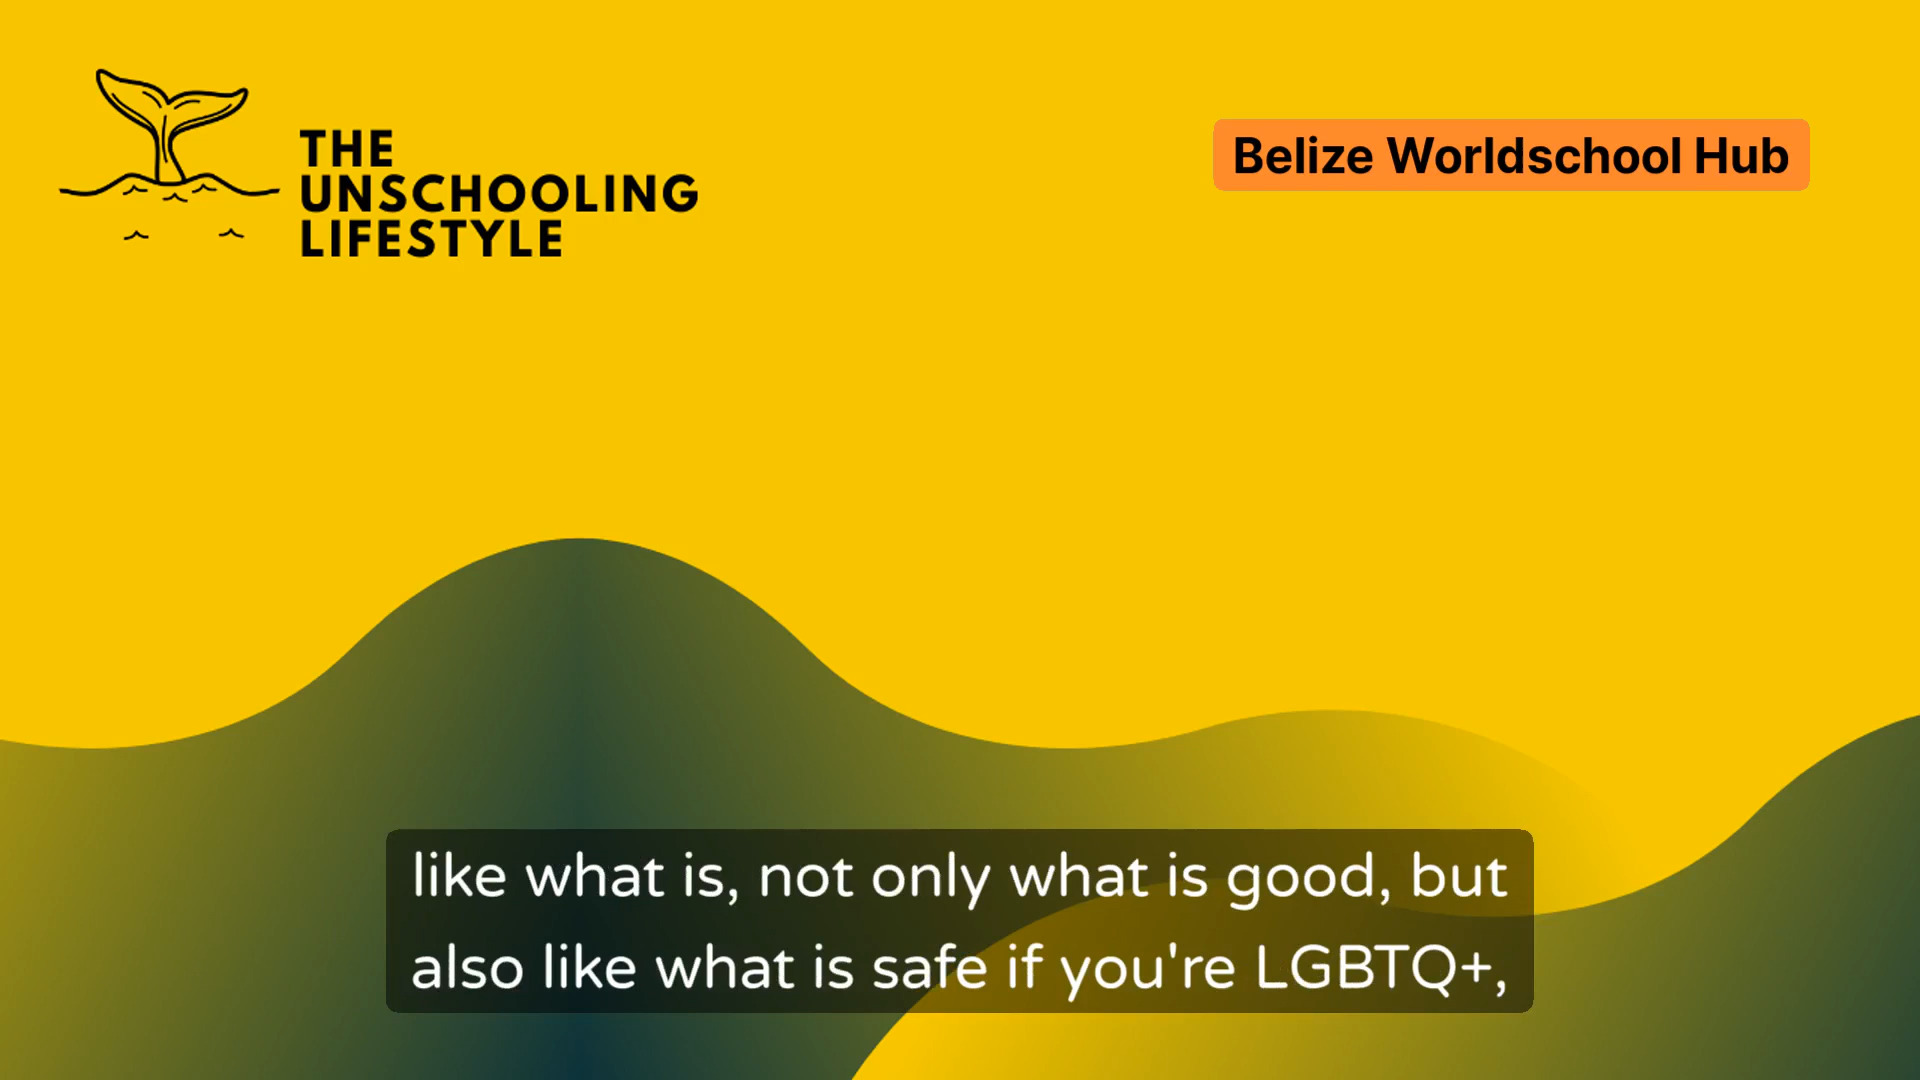 THE
UNSCHOOLING
LIFESTYLE
Belize Worldschool Hub
like what is, not only what is good, but
also like what is safe if you're LGBTQ+,